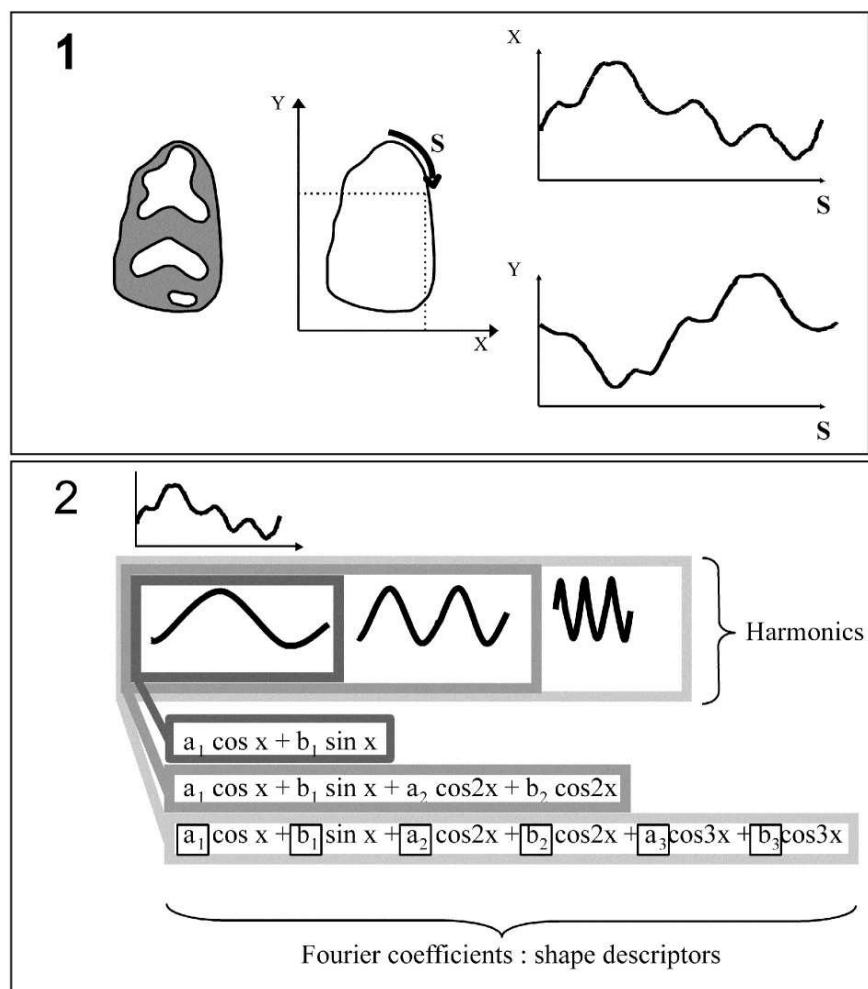 1
Y
S
X
X
S
Y
S
2
Harmonics
a₁ cos x + b₁ sin x
a₁ cos x + b₁ sin x + a₂ cos2x + b₂ cos2x
a₁ cos x + b₁ sin x + a₂ cos2x + b₂ cos2x + a₃ cos3x + b₃ cos3x
Fourier coefficients : shape descriptors